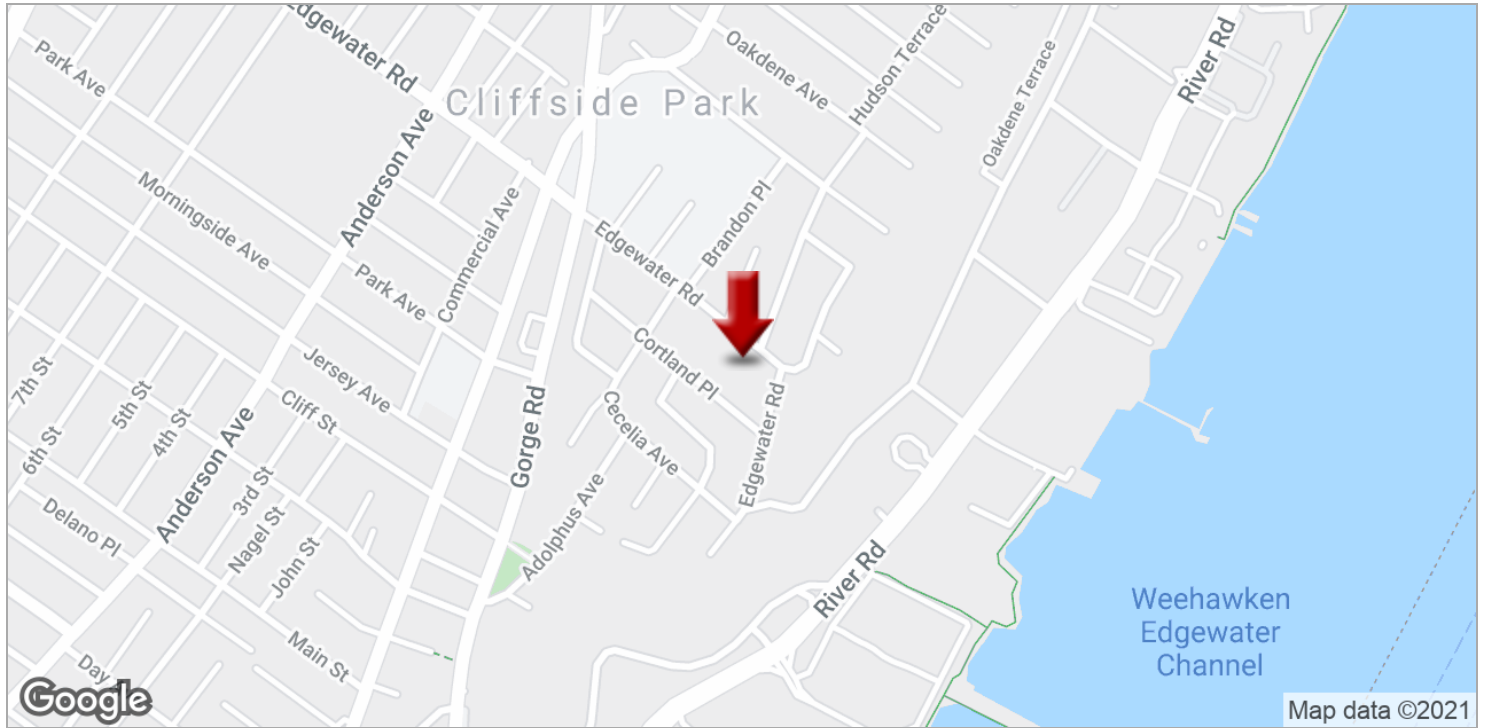 Edgewater Rd
Park Ave
Cliffside Park
Oakdene Ave
Hudson Terrace
Oakdene Terrace
River Rd
Anderson Ave
Morningside Ave
Commercial Ave
Park Ave
Brandon Pl
Edgewater Rd
Cortland Pl
Jersey Ave
Cliff St
7th St
6th St
5th St
4th St
3rd St
Anderson Ave
Gorge Rd
Cecelia Ave
Edgewater Rd
Adolphus Ave
Delano Pl
Nagel St
John St
Main St
Day
River Rd
Weehawken
Edgewater
Channel
Google
Map data ©2021